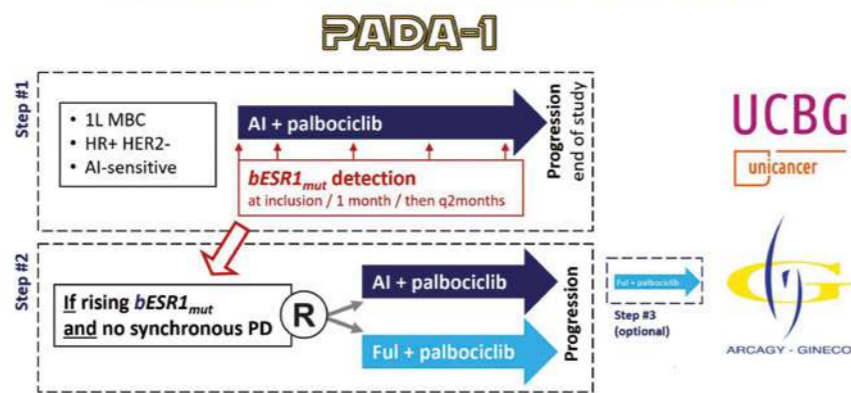 PADA-1
Step #1
• 1L MBC
• HR+ HER2-
• AI-sensitive
AI + palbociclib
bESR1mut detection
at inclusion / 1 month / then q2months
Progression
end of study
UCBG
unicancer
Step #2
If rising bESR1mut
and no synchronous PD
R
AI + palbociclib
Ful + palbociclib
Progression
Ful + palbociclib
Step #3
(optional)
ARCAGY - GINECO